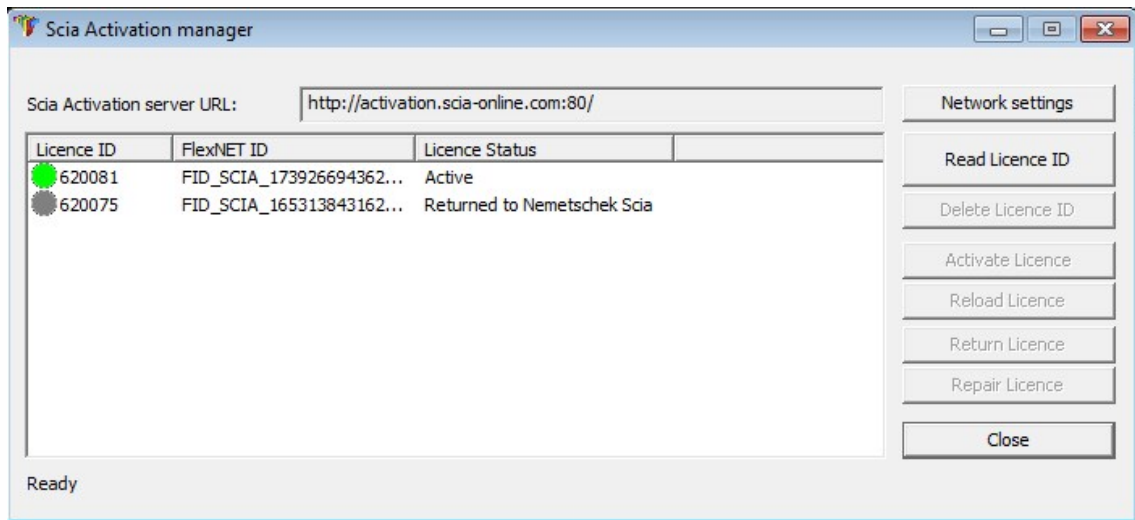 Scia Activation manager
Scia Activation server URL: http://activation.scia-online.com:80/ Network settings
Licence ID FlexNET ID Licence Status
620081 FID_SCIA_173926694362... Active
620075 FID_SCIA_165313843162... Returned to Nemetschek Scia
Read Licence ID
Delete Licence ID
Activate Licence
Reload Licence
Return Licence
Repair Licence
Close
Ready